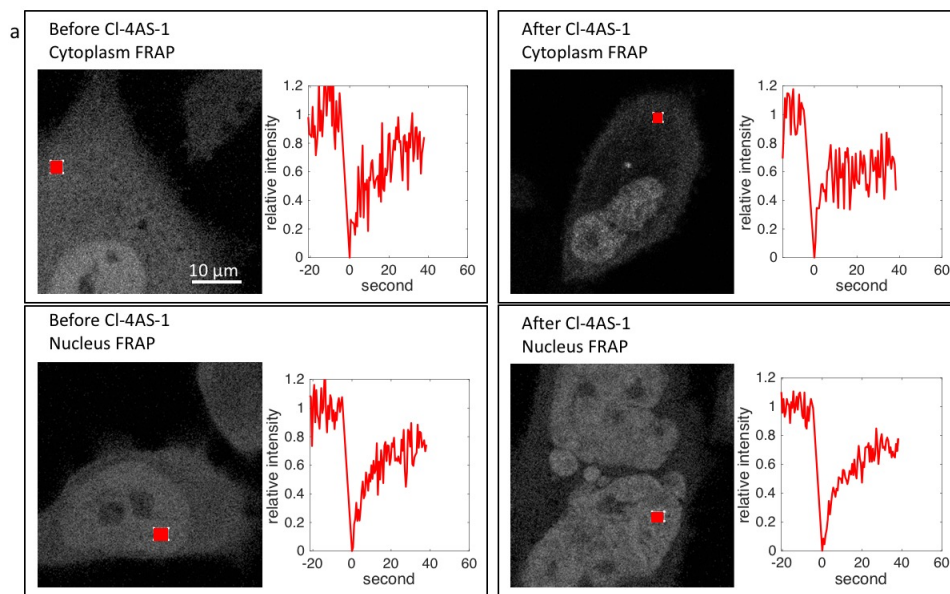 a
Before Cl-4AS-1
Cytoplasm FRAP
10 μm
relative intensity
1.2
1
0.8
0.6
0.4
0.2
0
-20 0 20 40 60
second
After Cl-4AS-1
Cytoplasm FRAP
relative intensity
1.2
1
0.8
0.6
0.4
0.2
0
0 20 40 60
second
Before Cl-4AS-1
Nucleus FRAP
relative intensity
1.2
1
0.8
0.6
0.4
0.2
0
-20 0 20 40 60
second
After Cl-4AS-1
Nucleus FRAP
relative intensity
1.2
1
0.8
0.6
0.4
0.2
0
-20 0 20 40 60
second